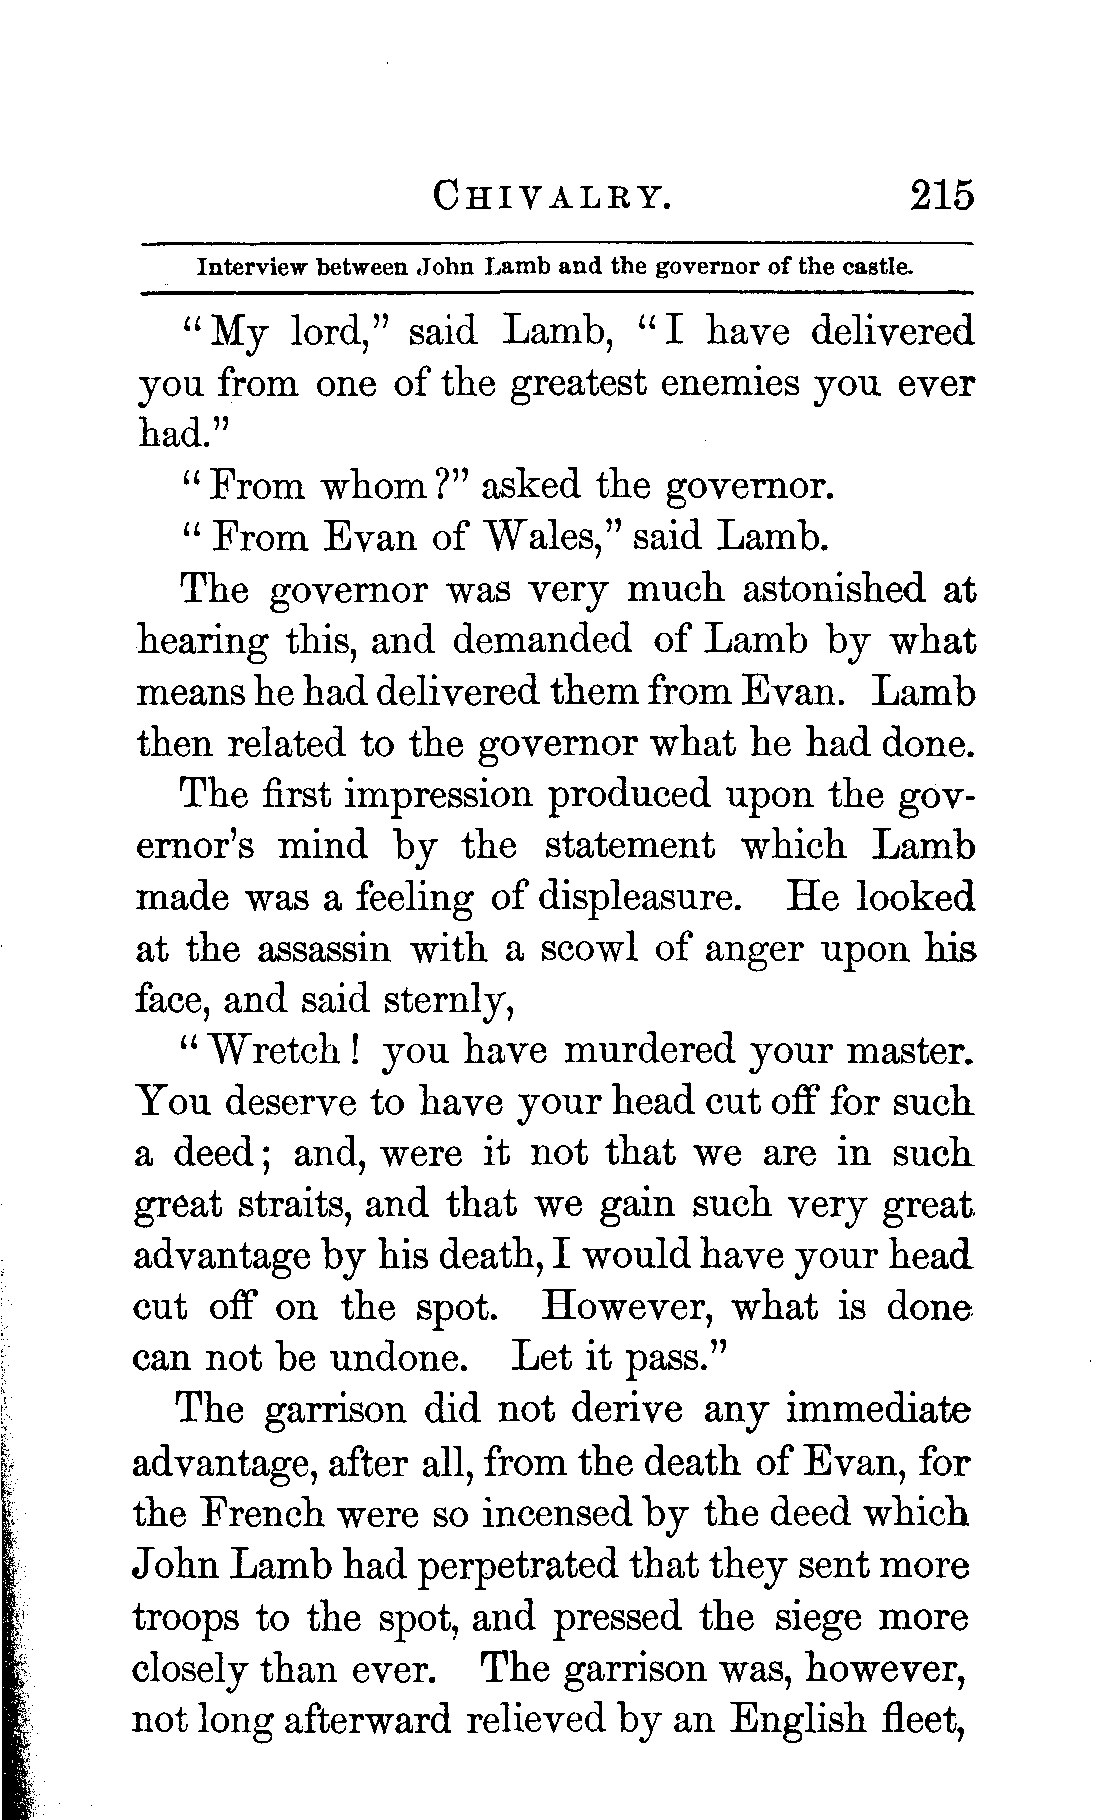 CHIVALRY. 215
Interview between John Lamb and the governor of the castle.
"My lord," said Lamb, "I have delivered
you from one of the greatest enemies you ever
had."
"From whom?" asked the governor.
"From Evan of Wales," said Lamb.
The governor was very much astonished at
hearing this, and demanded of Lamb by what
means he had delivered them from Evan. Lamb
then related to the governor what he had done.
The first impression produced upon the gov-
ernor's mind by the statement which Lamb
made was a feeling of displeasure. He looked
at the assassin with a scowl of anger upon his
face, and said sternly,
"Wretch! you have murdered your master.
You deserve to have your head cut off for such
a deed; and, were it not that we are in such
great straits, and that we gain such very great
advantage by his death, I would have your head
cut off on the spot. However, what is done
can not be undone. Let it pass."
The garrison did not derive any immediate
advantage, after all, from the death of Evan, for
the French were so incensed by the deed which
John Lamb had perpetrated that they sent more
troops to the spot, and pressed the siege more
closely than ever. The garrison was, however,
not long afterward relieved by an English fleet,